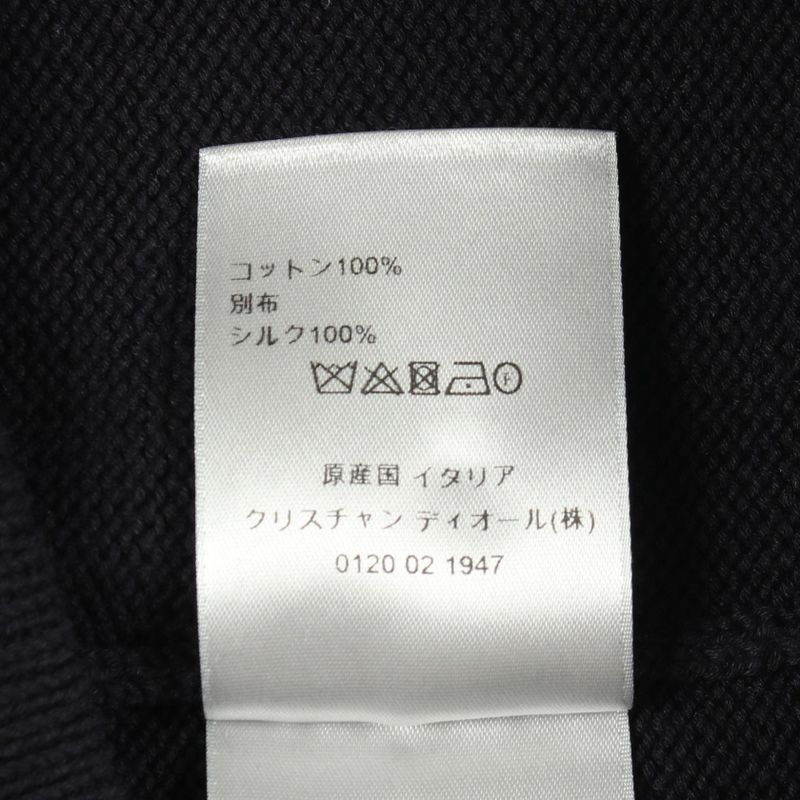 コットン100%
別布
シルク100%
F
原産国 イタリア
クリスチャン ディオール(株)
0120 02 1947